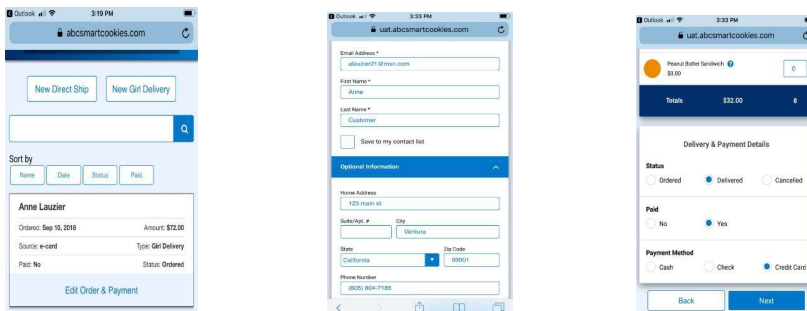 Outlook 3:19 PM
abcsmartcookies.com
New Direct Ship New Girl Delivery
Sort by
Name Date Status Paid
Anne Lauzier
Ordered: Sep 10, 2018 Amount: $72.00
Source: e-card Type: Girl Delivery
Paid: No Status: Ordered
Edit Order & Payment
Outlook 3:33 PM
uat.abcsmartcookies.com
Email Address *
alauzier21@msn.com
First Name *
Anne
Last Name *
Customer
Save to my contact list
Optional Information
Home Address
123 main st
Suite/Apt. # City
Ventura
State Zip Code
California 93001
Phone Number
(805) 804-7185
Outlook 3:33 PM
uat.abcsmartcookies.com
Peanut Butter Sandwich ?
$0.00 0
Totals $32.00 8
Delivery & Payment Details
Status
Ordered Delivered Cancelled
Paid
No Yes
Payment Method
Cash Check Credit Card
Back Next